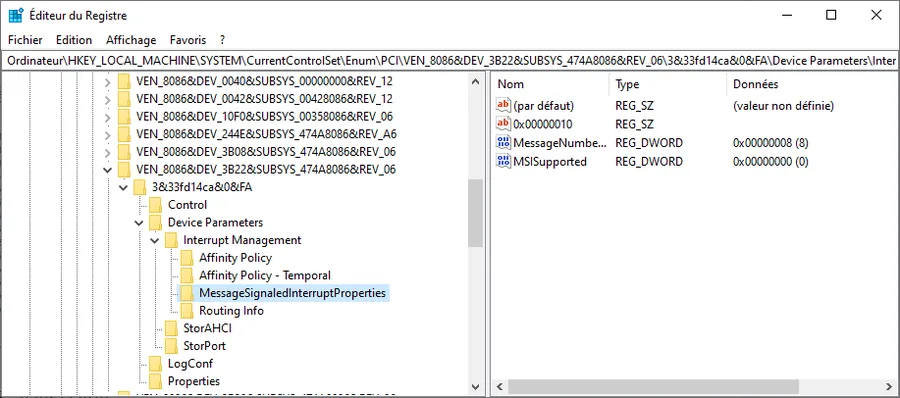 Éditeur du Registre
Fichier Edition Affichage Favoris ?
Ordinateur\HKEY_LOCAL_MACHINE\SYSTEM\CurrentControlSet\Enum\PCI\VEN_8086&DEV_3B22&SUBSYS_474A8086&REV_06\3&33fd14ca&0&FA\Device Parameters\Inter
VEN_8086&DEV_0040&SUBSYS_00000000&REV_12
VEN_8086&DEV_0042&SUBSYS_00428086&REV_12
VEN_8086&DEV_10F0&SUBSYS_00358086&REV_06
VEN_8086&DEV_244E&SUBSYS_474A8086&REV_A6
VEN_8086&DEV_3B08&SUBSYS_474A8086&REV_06
VEN_8086&DEV_3B22&SUBSYS_474A8086&REV_06
3&33fd14ca&0&FA
Control
Device Parameters
Interrupt Management
Affinity Policy
Affinity Policy - Temporal
MessageSignaledInterruptProperties
Routing Info
StorAHCI
StorPort
LogConf
Properties
Nom Type Données
(par défaut) REG_SZ (valeur non définie)
0x00000010 REG_SZ
MessageNumbe... REG_DWORD 0x00000008 (8)
MSISupported REG_DWORD 0x00000000 (0)